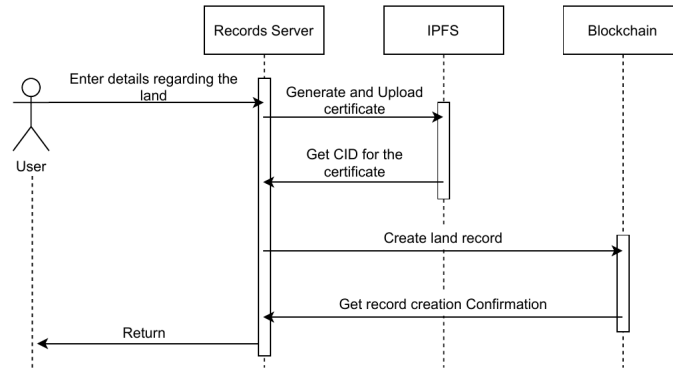 Records Server
IPFS
Blockchain
Enter details regarding the
land
Generate and Upload
certificate
User
Get CID for the
certificate
Create land record
Get record creation Confirmation
Return